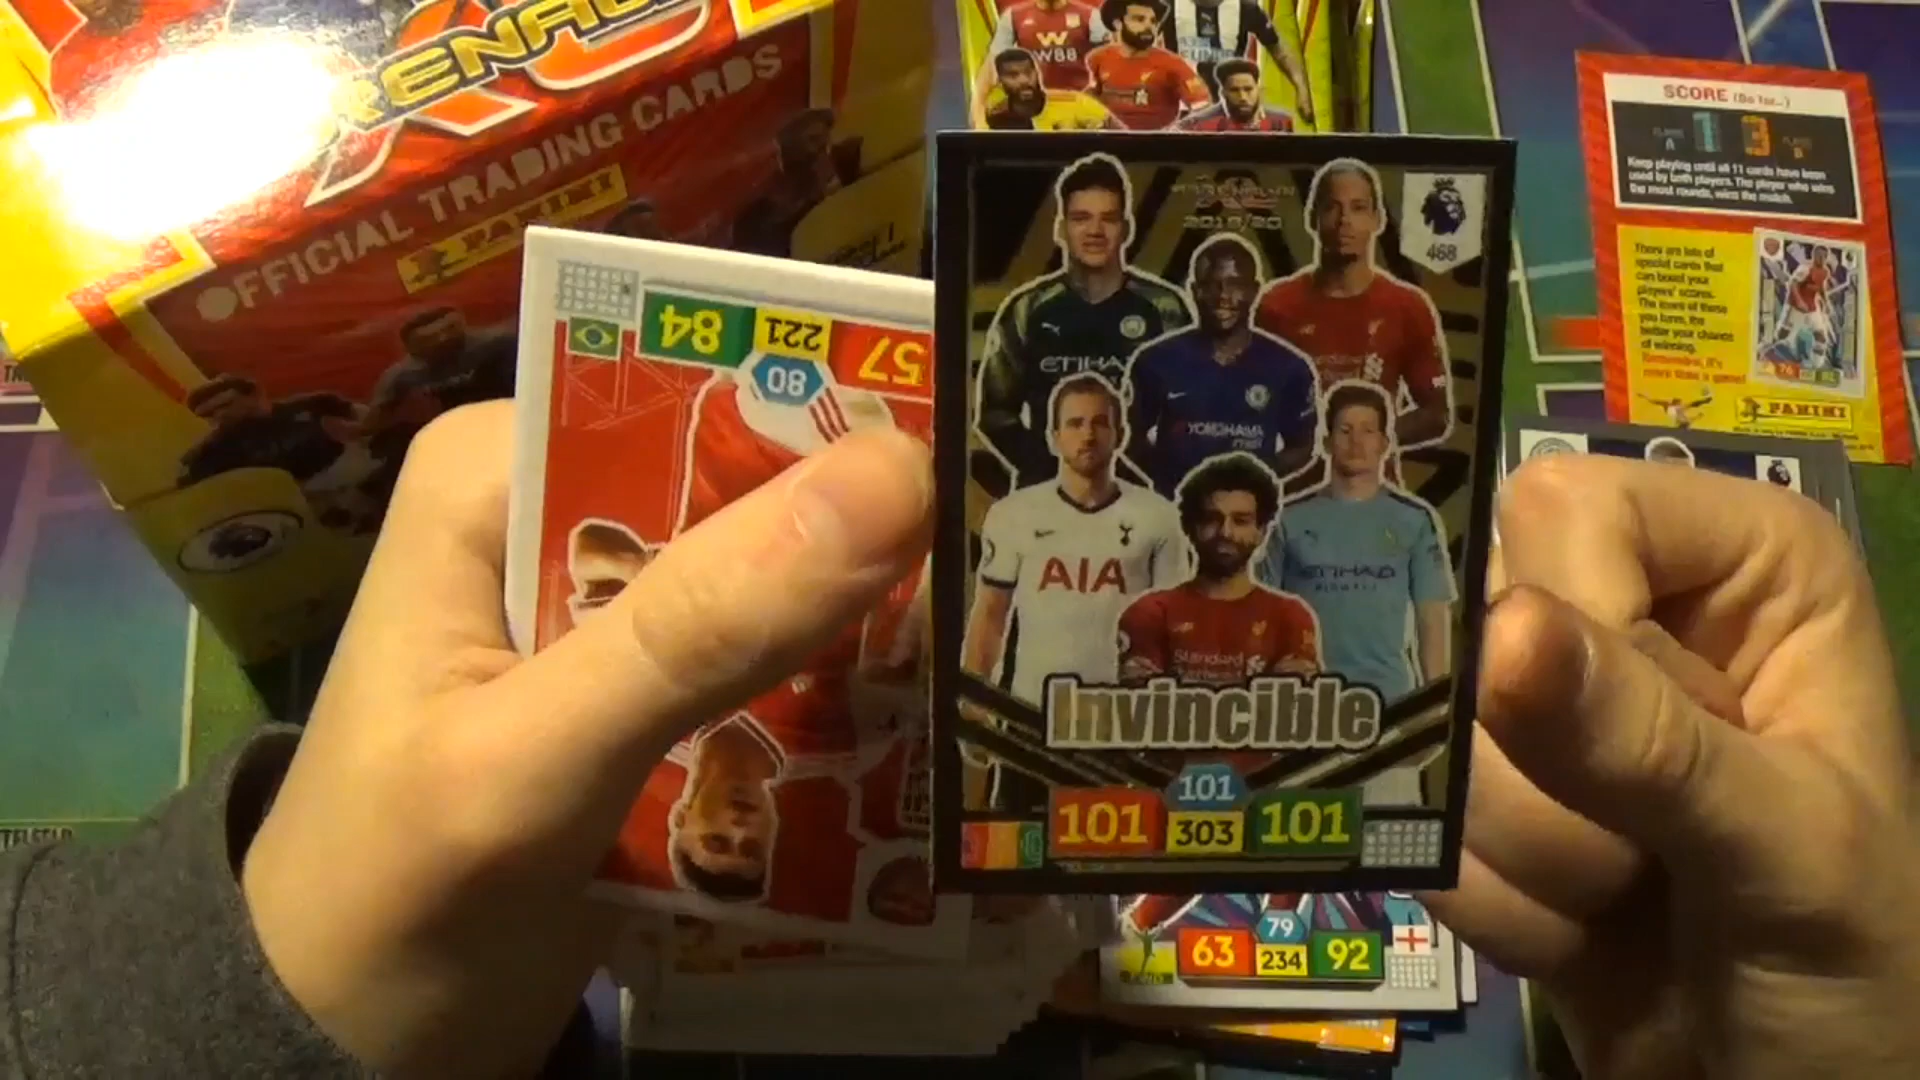 OFFICIAL TRADING CARDS
PANINI
W88
SCORE (So far...)
1 3
Keep playing until all 11 cards have been
used by both players. The player who wins
the most rounds, wins the match.
There are lots of
special cards that
can boost your
players' scores.
The more of these
you have, the
better your chance
of winning.
Remember, it's
more than a game!
PANINI
84
221
57
80
2019/20
468
ETIHAD
YOKOHAMA
AIA
ETIHAD
AIRWAYS
Standard
Invincible
101
101
303
101
79
63
234
92